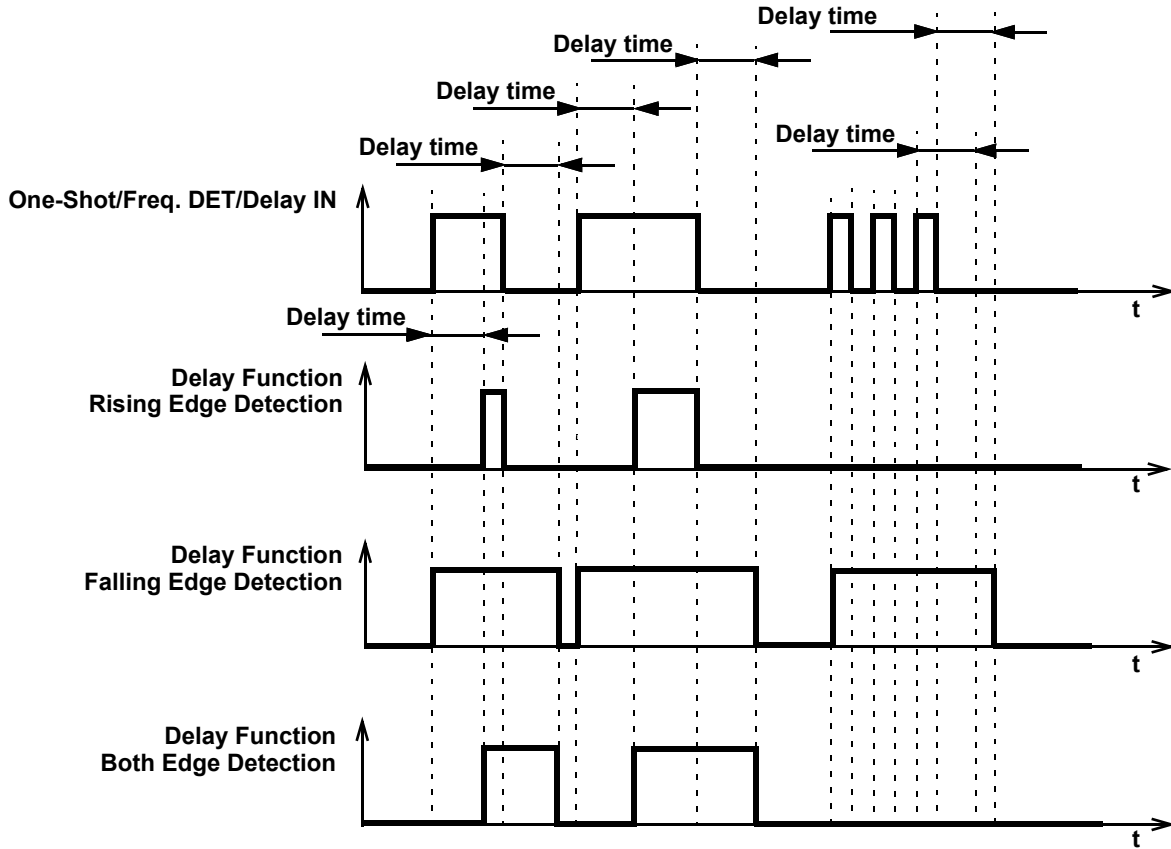 Delay time
Delay time
Delay time
Delay time
Delay time
One-Shot/Freq. DET/Delay IN
t
Delay time
Delay Function
Rising Edge Detection
t
Delay Function
Falling Edge Detection
t
Delay Function
Both Edge Detection
t